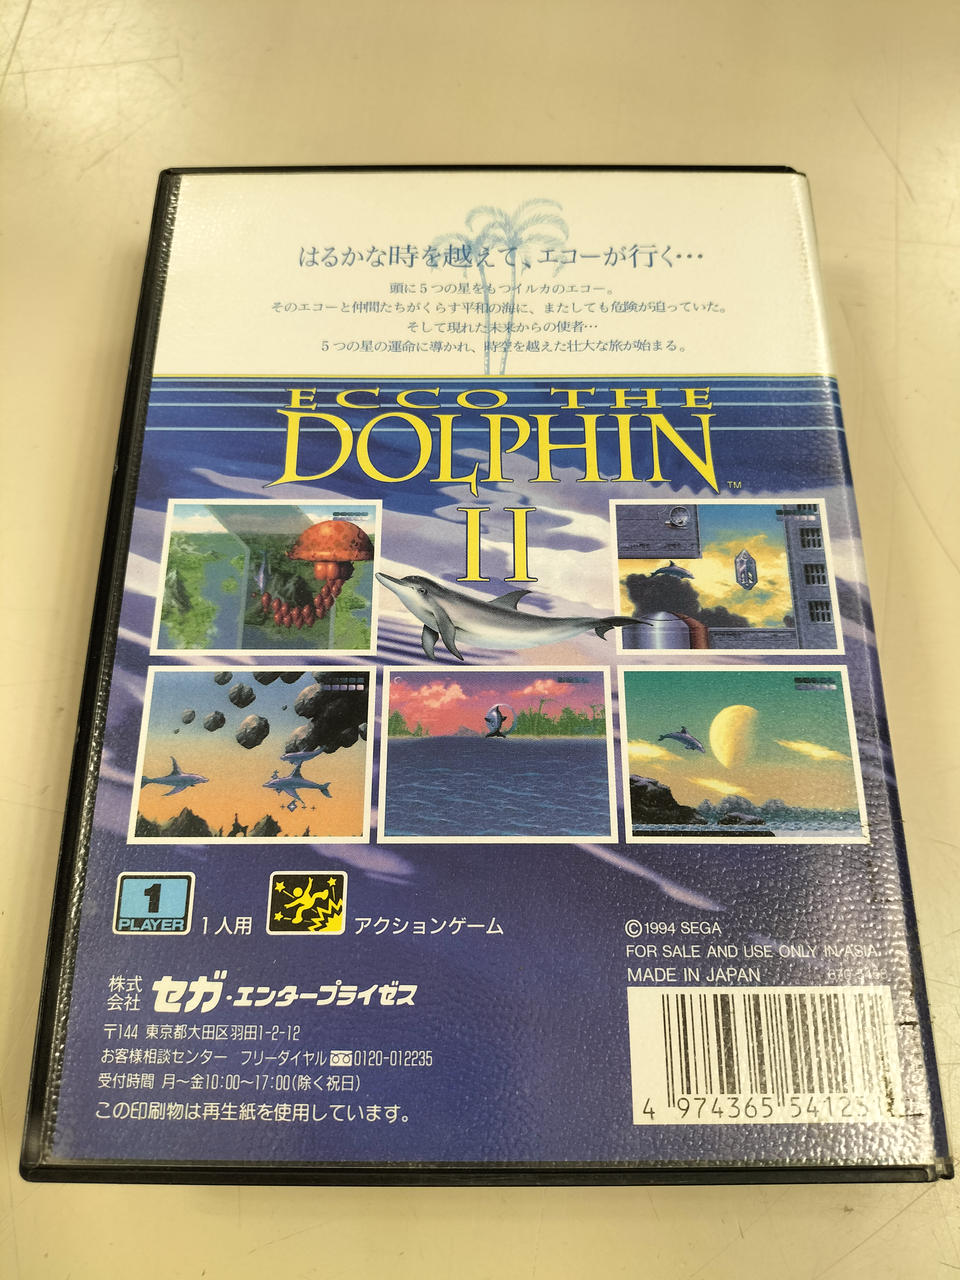 はるかな時を越えて、エコーが行く…
頭に5つの星をもつイルカのエコー。
そのエコーと仲間たちがくらす平和の海に、またしても危険が迫っていた。
そして現れた未来からの使者…
5つの星の運命に導かれ、時空を越えた壮大な旅が始まる。
ECCO THE
DOLPHIN
TM
II
1
PLAYER
1人用
アクションゲーム
©1994 SEGA
FOR SALE AND USE ONLY IN ASIA.
MADE IN JAPAN
株式会社 セガ・エンタープライゼス
〒144 東京都大田区羽田1-2-12
お客様相談センター フリーダイヤル 0120-012235
受付時間 月〜金10:00〜17:00(除く祝日)
この印刷物は再生紙を使用しています。
4 974365 54125